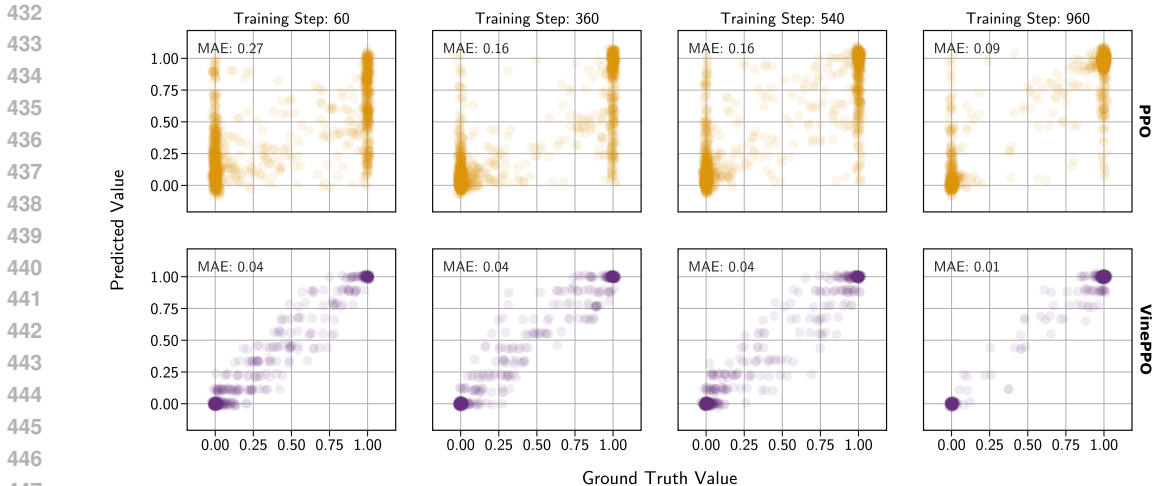 432
433
434
435
436
437
438
439
440
441
442
443
444
445
446
Training Step: 60
Training Step: 360
Training Step: 540
Training Step: 960
MAE: 0.27
MAE: 0.16
MAE: 0.16
MAE: 0.09
1.00
0.75
0.50
0.25
0.00
PPO
Predicted Value
MAE: 0.04
MAE: 0.04
MAE: 0.04
MAE: 0.01
1.00
0.75
0.50
0.25
0.00
VinePPO
0.00 0.25 0.50 0.75 1.00
0.00 0.25 0.50 0.75 1.00
0.00 0.25 0.50 0.75 1.00
0.00 0.25 0.50 0.75 1.00
Ground Truth Value